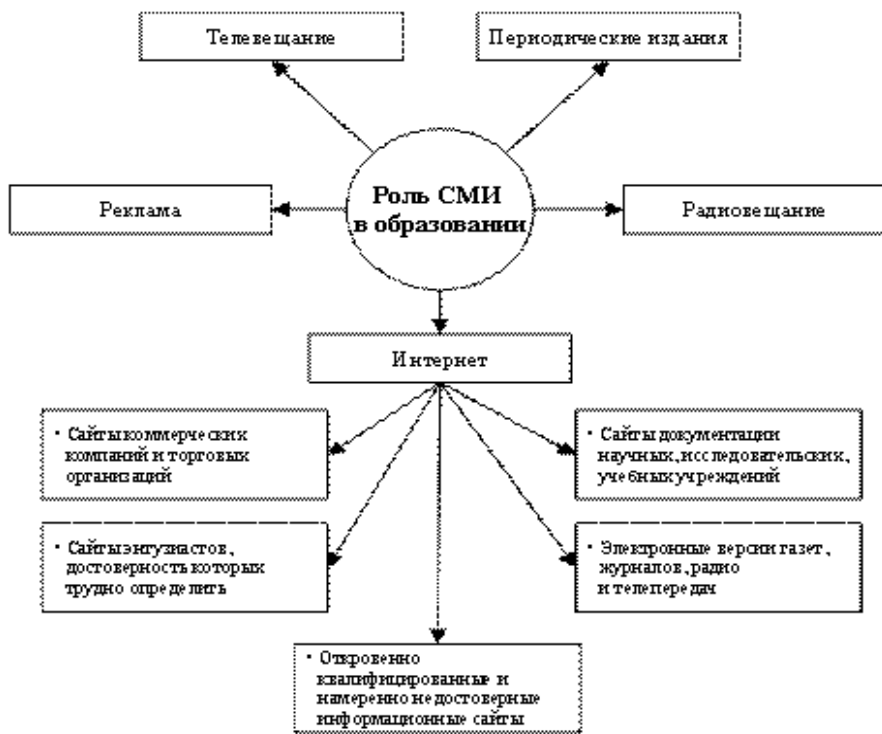 Телевещание
Периодические издания
Роль СМИ
в образовании
Реклама
Радиовещание
Интернет
• Сайты коммерческих
компаний и торговых
организаций
• Сайты документации
научных, исследовательских,
учебных учреждений
• Сайты энтузиастов,
достоверность которых
трудно определить
• Электронные версии газет,
журналов, радио
и телепередач
• Откровенно
квалифицированные и
намеренно недостоверные
информационные сайты